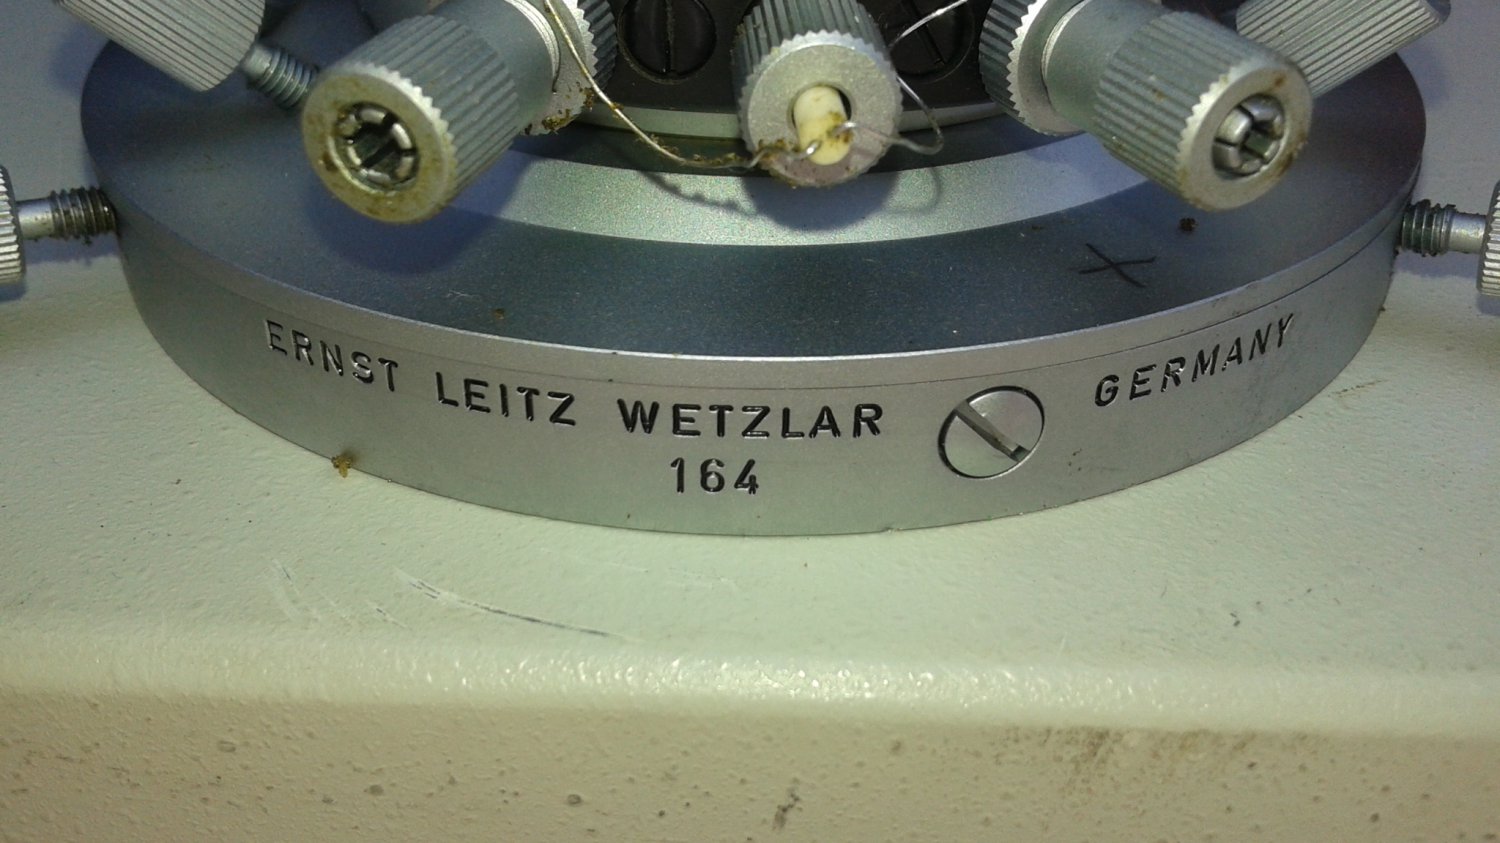 ERNST LEITZ WETZLAR GERMANY
164